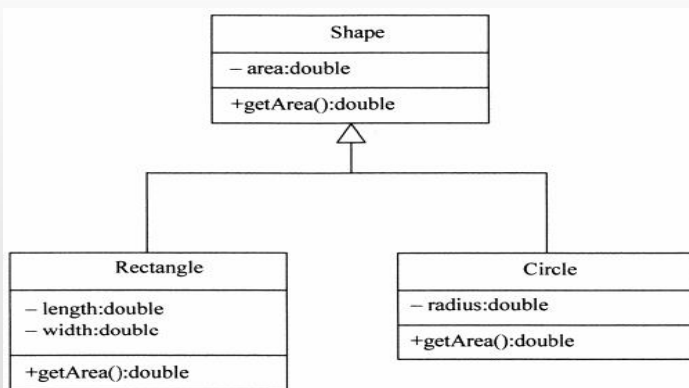 Shape
– area:double
+getArea():double
Rectangle
– length:double
– width:double
+getArea():double
Circle
– radius:double
+getArea():double